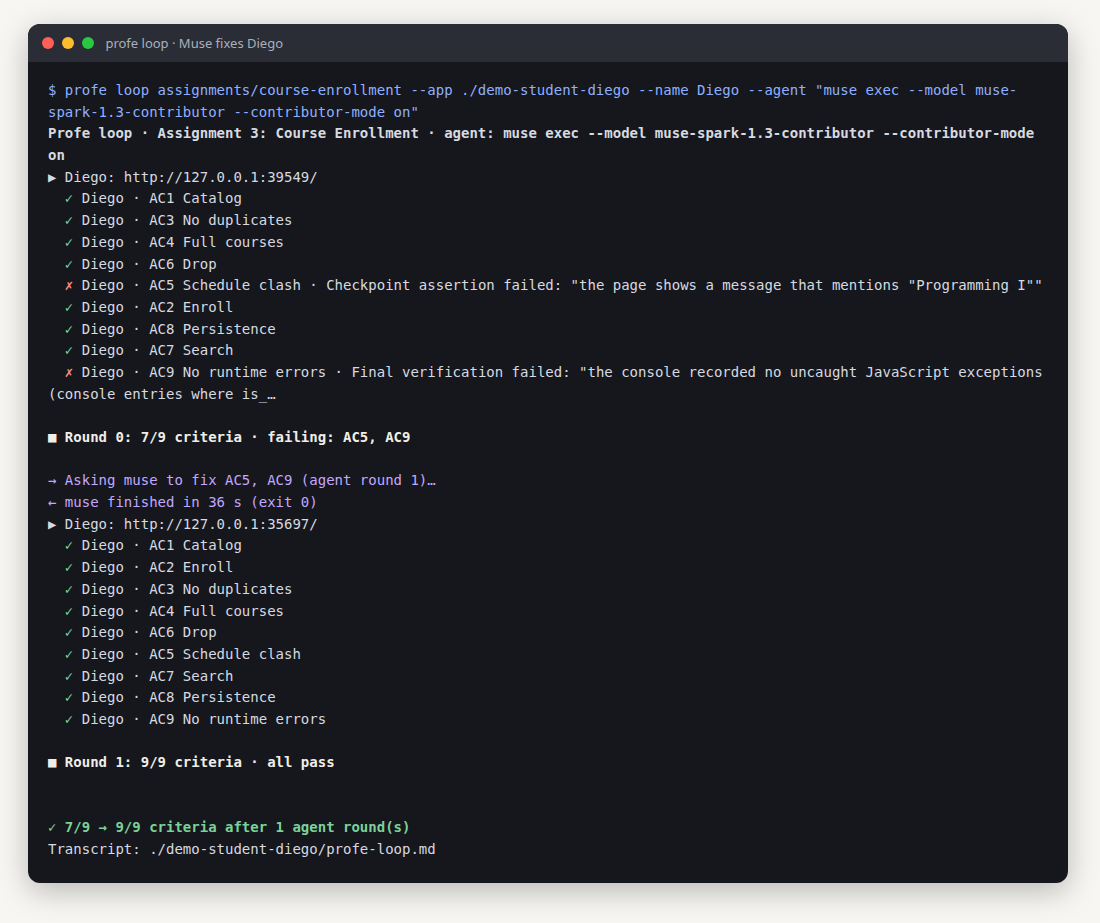 profe loop · Muse fixes Diego
$ profe loop assignments/course-enrollment --app ./demo-student-diego --name Diego --agent "muse exec --model muse-
spark-1.3-contributor --contributor-mode on"
Profe loop · Assignment 3: Course Enrollment · agent: muse exec --model muse-spark-1.3-contributor --contributor-mode
on
▶ Diego: http://127.0.0.1:39549/
✓ Diego · AC1 Catalog
✓ Diego · AC3 No duplicates
✓ Diego · AC4 Full courses
✓ Diego · AC6 Drop
✗ Diego · AC5 Schedule clash · Checkpoint assertion failed: "the page shows a message that mentions "Programming I""
✓ Diego · AC2 Enroll
✓ Diego · AC8 Persistence
✓ Diego · AC7 Search
✗ Diego · AC9 No runtime errors · Final verification failed: "the console recorded no uncaught JavaScript exceptions
(console entries where is_…
■ Round 0: 7/9 criteria · failing: AC5, AC9
→ Asking muse to fix AC5, AC9 (agent round 1)…
← muse finished in 36 s (exit 0)
▶ Diego: http://127.0.0.1:35697/
✓ Diego · AC1 Catalog
✓ Diego · AC2 Enroll
✓ Diego · AC3 No duplicates
✓ Diego · AC4 Full courses
✓ Diego · AC6 Drop
✓ Diego · AC5 Schedule clash
✓ Diego · AC7 Search
✓ Diego · AC8 Persistence
✓ Diego · AC9 No runtime errors
■ Round 1: 9/9 criteria · all pass
✓ 7/9 → 9/9 criteria after 1 agent round(s)
Transcript: ./demo-student-diego/profe-loop.md